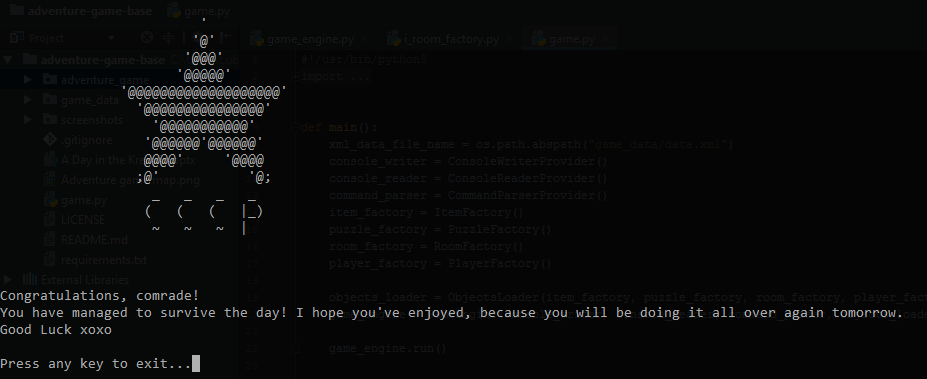 adventure-game-base game.py
Project
game_engine.py i_room_factory.py game.py
adventure-game-base
adventure_game
game_data
screenshots
.gitignore
A Day in the
Adventure game map.png
game.py
LICENSE
README.md
requirements.txt
External Libraries
#!/usr/bin/python3
import ...
def main():
xml_data_file_name = os.path.abspath("game_data/data.xml")
console_writer = ConsoleWriterProvider()
console_reader = ConsoleReaderProvider()
command_parser = CommandParserProvider()
item_factory = ItemFactory()
puzzle_factory = PuzzleFactory()
room_factory = RoomFactory()
player_factory = PlayerFactory()
objects_loader = ObjectsLoader(item_factory, puzzle_factory, room_factory, player_fac
game_engine.run()
'
'@'
'@@@'
'@@@@@'
'@@@@@@@@@@@@@@@@@@@'
'@@@@@@@@@@@@@@@'
'@@@@@@@@@@@'
'@@@@@@'@@@@@@'
@@@@' '@@@@
;@' '@;
_ _ _ _
( ( ( |_)
~ ~ ~ |
Congratulations, comrade!
You have managed to survive the day! I hope you've enjoyed, because you will be doing it all over again tomorrow.
Good Luck xoxo
Press any key to exit...